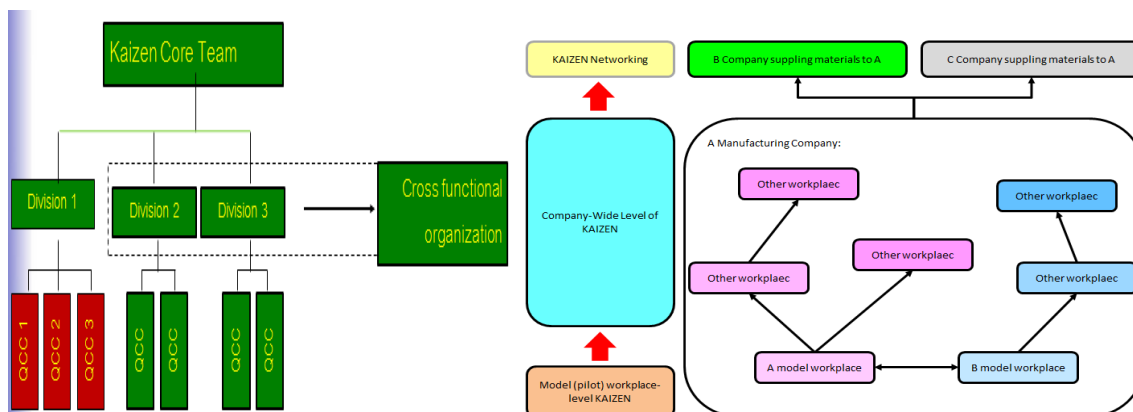 Kaizen Core Team
Division 1
Division 2
Division 3
Cross functional
organization
QCC 1
QCC 2
QCC 3
QCC
QCC
QCC
QCC
KAIZEN Networking
Company-Wide Level of
KAIZEN
Model (pilot) workplace-
level KAIZEN
B Company suppling materials to A
C Company suppling materials to A
A Manufacturing Company:
Other workplaec
Other workplaec
Other workplaec
Other workplaec
Other workplaec
A model workplace
B model workplace